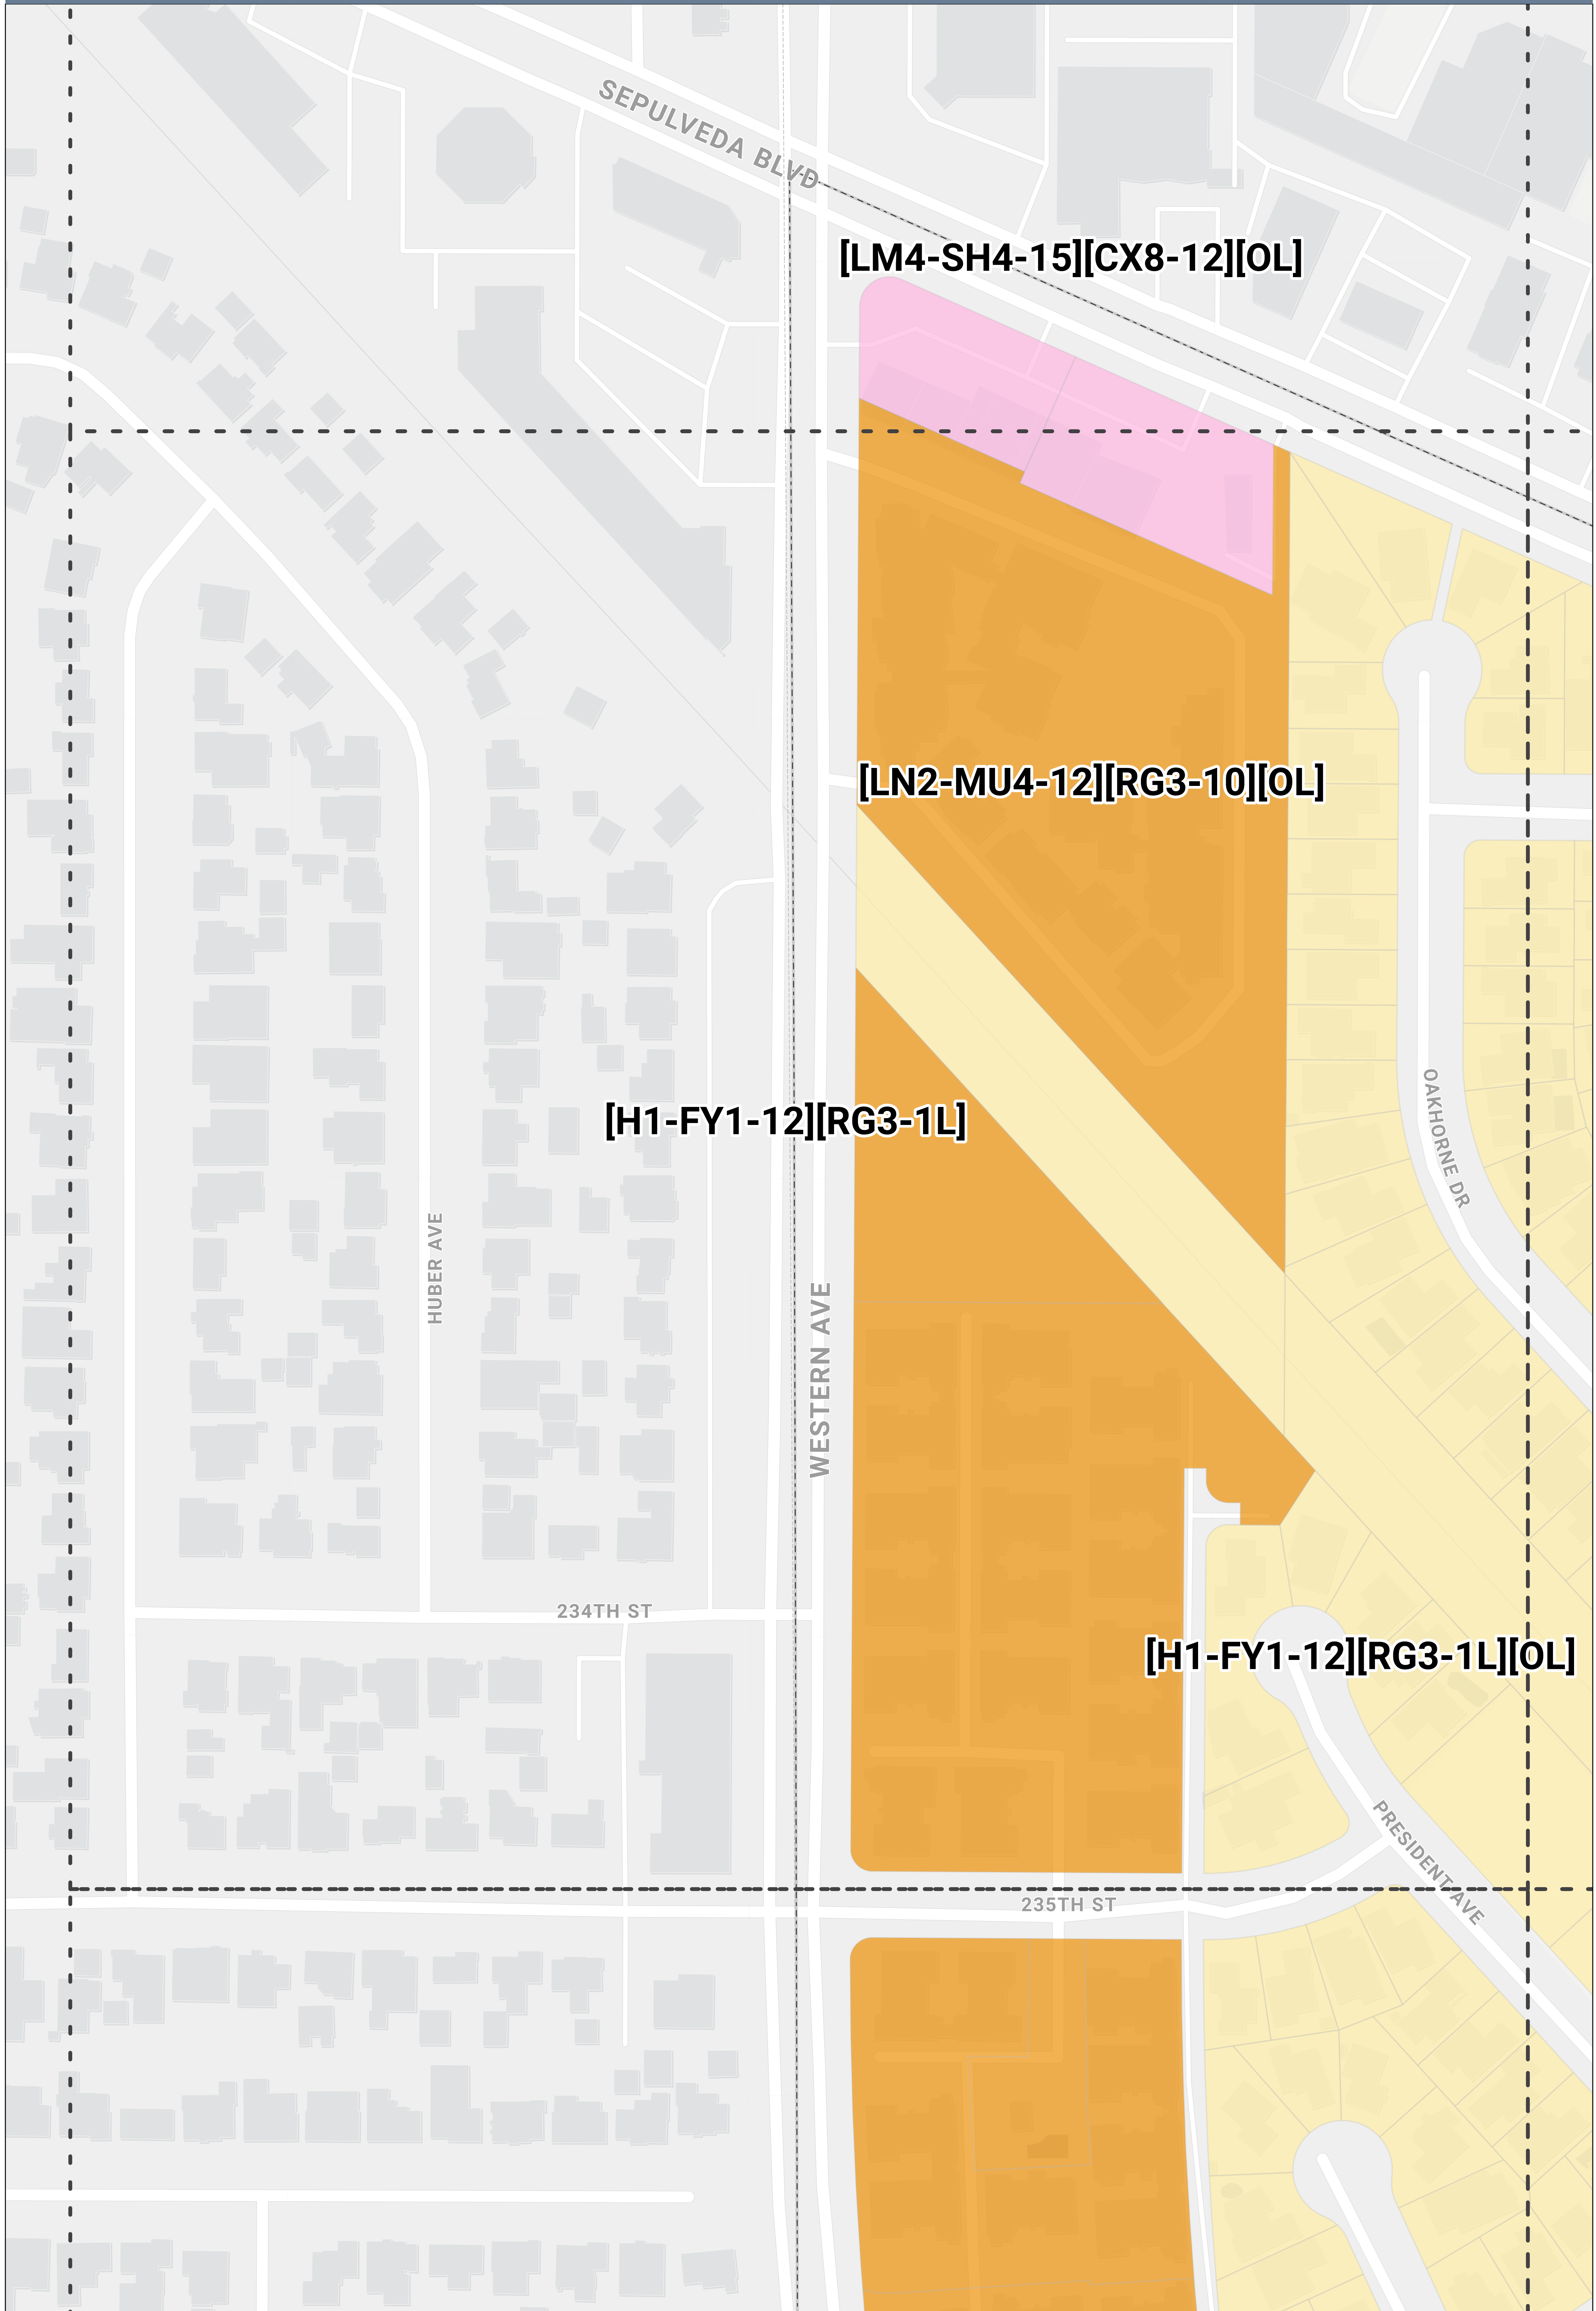 SEPULVEDA BLVD
[LM4-SH4-15][CX8-12][OL]
[LN2-MU4-12][RG3-10][OL]
[H1-FY1-12][RG3-1L]
OAKHORNE DR
HUBER AVE
WESTERN AVE
234TH ST
[H1-FY1-12][RG3-1L][OL]
PRESIDENT AVE
235TH ST